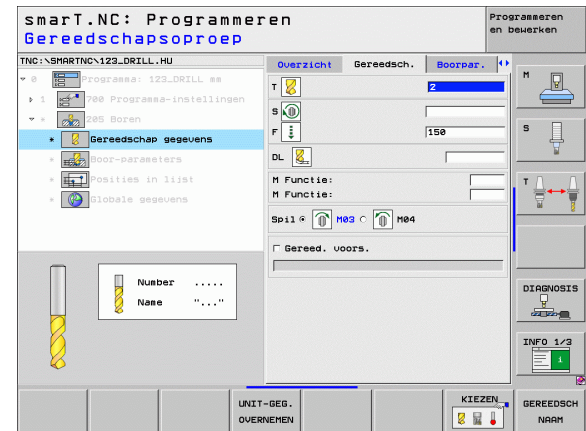 smarT.NC: Programmeren
Gereedschapsoproep
Programmeren
en bewerken
TNC:\SMARTNC\123_DRILL.HU
0 Programma: 123_DRILL mm
1 700 Programma-instellingen
* 205 Boren
* Gereedschap gegevens
* Boor-parameters
* Posities in lijst
* Globale gegevens
Overzicht Gereedsch. Boorpar.
T 2
S
F 150
DL
M Functie:
M Functie:
Spil M03 M04
Gereed. voors.
Number .....
Name "..."
M
S
T
DIAGNOSIS
INFO 1/3
i
UNIT-GEG.
OVERNEMEN
KIEZEN
GEREEDSCH
NAAM